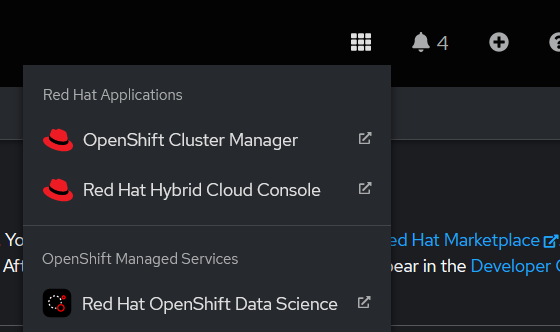 4
Red Hat Applications
OpenShift Cluster Manager
Red Hat Hybrid Cloud Console
Yo
ed Hat Marketplace
Aft
ear in the Developer
OpenShift Managed Services
Red Hat OpenShift Data Science